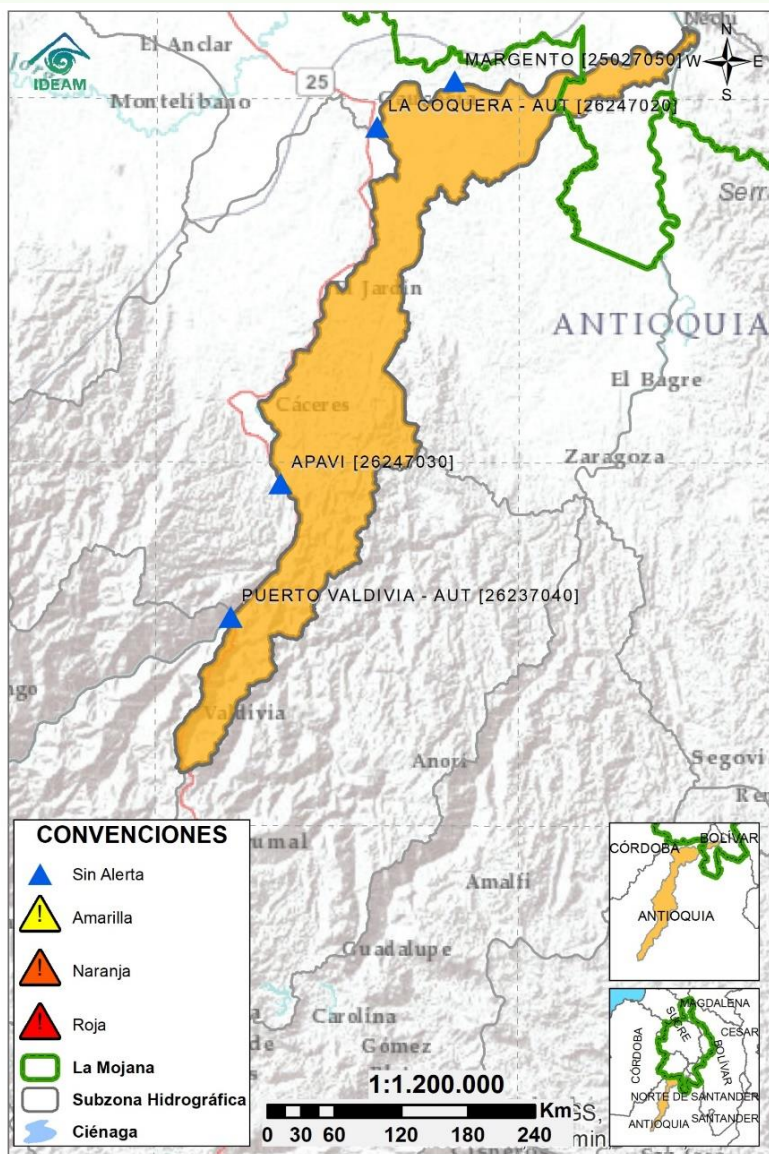 IDEAM
El Anclar
Nechí
N
MARGENTO [25027050]
W
E
S
25
Montelíbano
LA COQUERA - AUT [26247020]
Serra
El Jardín
ANTIOQUIA
El Bagre
Cáceres
APAVI [26247030]
Zaragoza
PUERTO VALDIVIA - AUT [26237040]
Valdivia
Anorí
Segovi
CONVENCIONES
Sin Alerta
Amarilla
Naranja
Roja
La Mojana
Subzona Hidrográfica
Ciénaga
rumal
Amalfi
Guadalupe
Carolina
Gómez
1:1.200.000
Km
0 30 60 120 180 240
CÓRDOBA
BOLÍVAR
ANTIOQUIA
MAGDALENA
SUCRE
CESAR
CÓRDOBA
BOLÍVAR
NORTE DE SANTANDER
ANTIOQUIA
SANTANDER